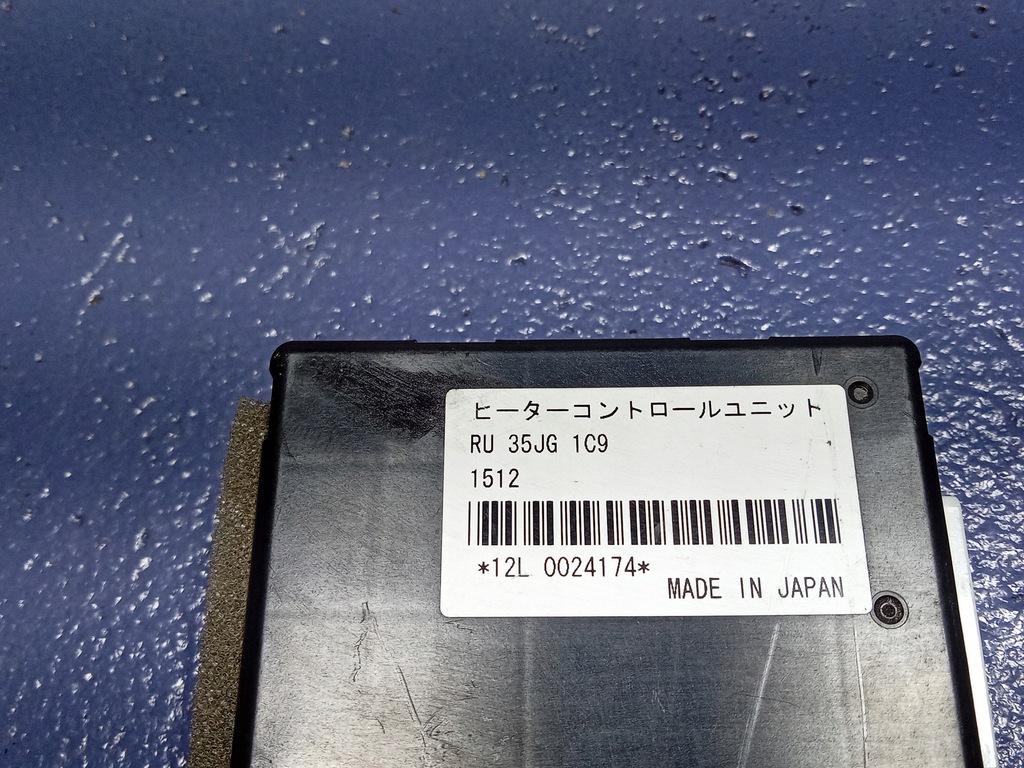 ヒーターコントロールユニット
RU 35JG 1C9
1512
*12L 0024174*
MADE IN JAPAN